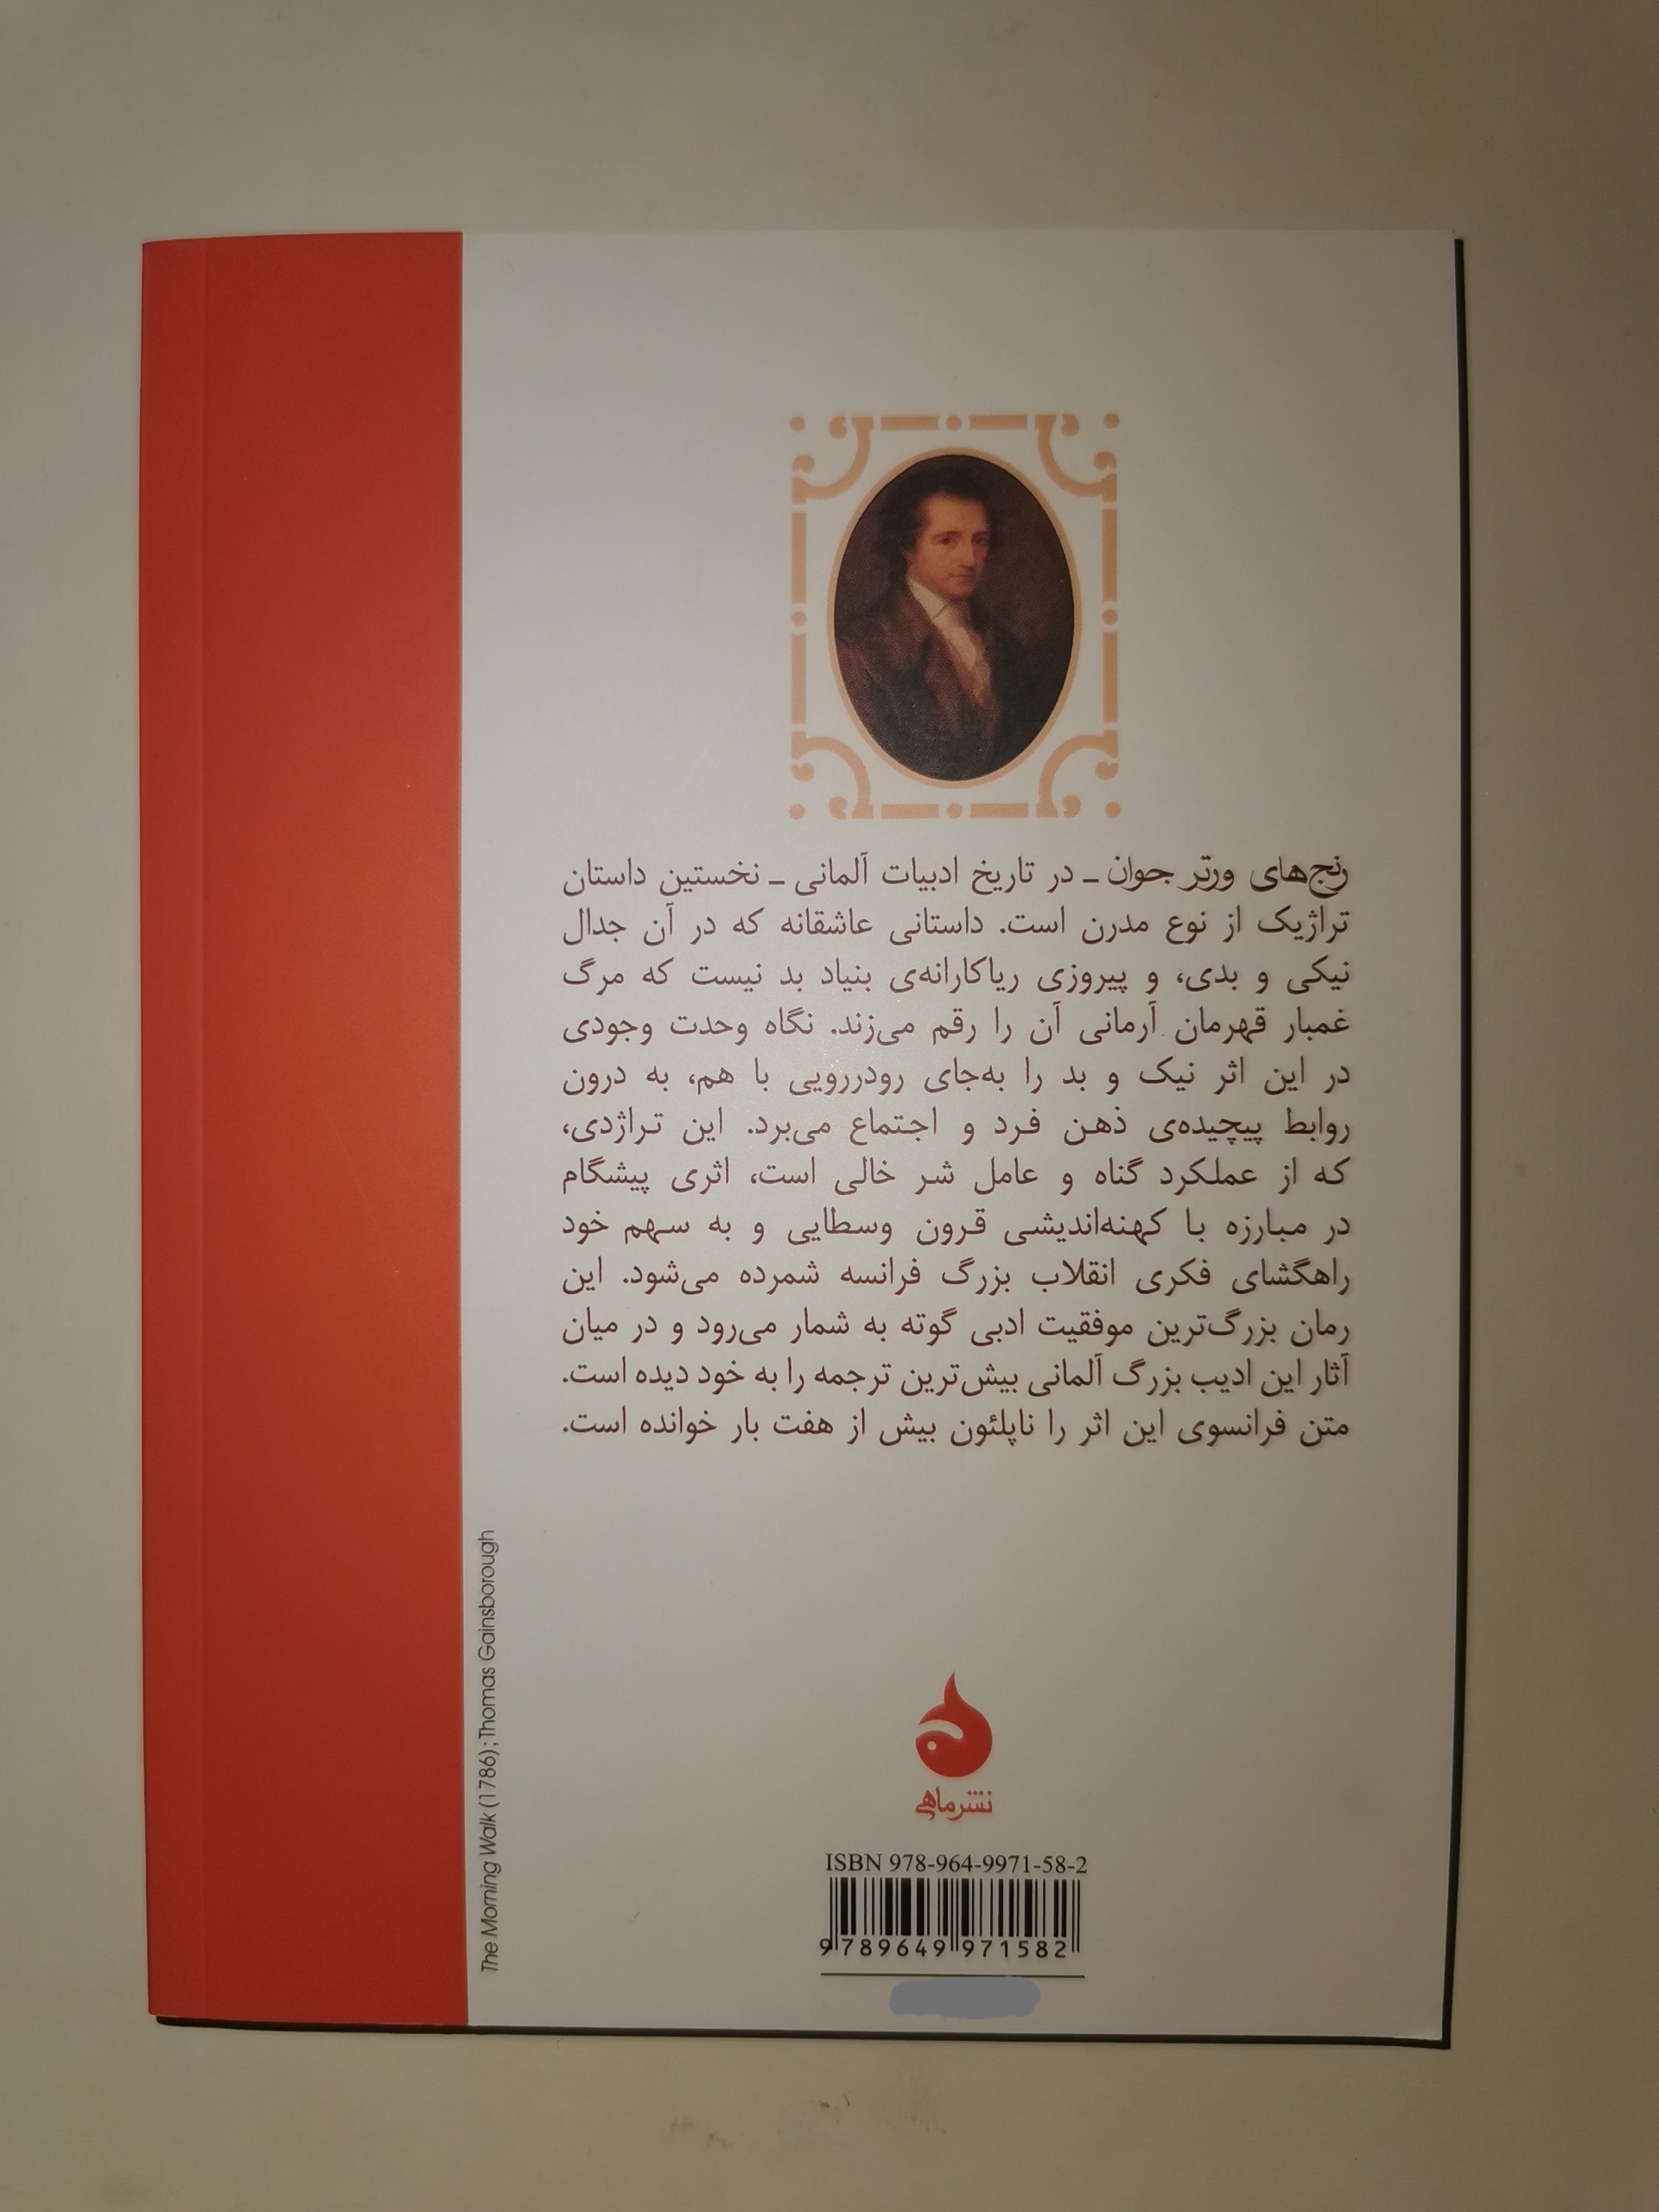 رنج‌های ورتر جوان ـ در تاریخ ادبیات آلمانی ـ نخستین داستان
تراژیک از نوع مدرن است. داستانی عاشقانه که در آن جدال
نیکی و بدی، و پیروزی ریاکارانه‌ی بنیاد بد نیست که مرگ
غمبار قهرمان آرمانی آن را رقم می‌زند. نگاه وحدت وجودی
در این اثر نیک و بد را به‌جای رودررویی با هم، به درون
روابط پیچیده‌ی ذهن فرد و اجتماع می‌برد. این تراژدی،
که از عملکرد گناه و عامل شر خالی است، اثری پیشگام
در مبارزه با کهنه‌اندیشی قرون وسطایی و به سهم خود
راهگشای فکری انقلاب بزرگ فرانسه شمرده می‌شود. این
رمان بزرگ‌ترین موفقیت ادبی گوته به شمار می‌رود و در میان
آثار این ادیب بزرگ آلمانی بیش‌ترین ترجمه را به خود دیده است.
متن فرانسوی این اثر را ناپلئون بیش از هفت بار خوانده است.
The Morning Walk (1786); Thomas Gainsborough
نشرماهی
ISBN 978-964-9971-58-2
9 789649 971582